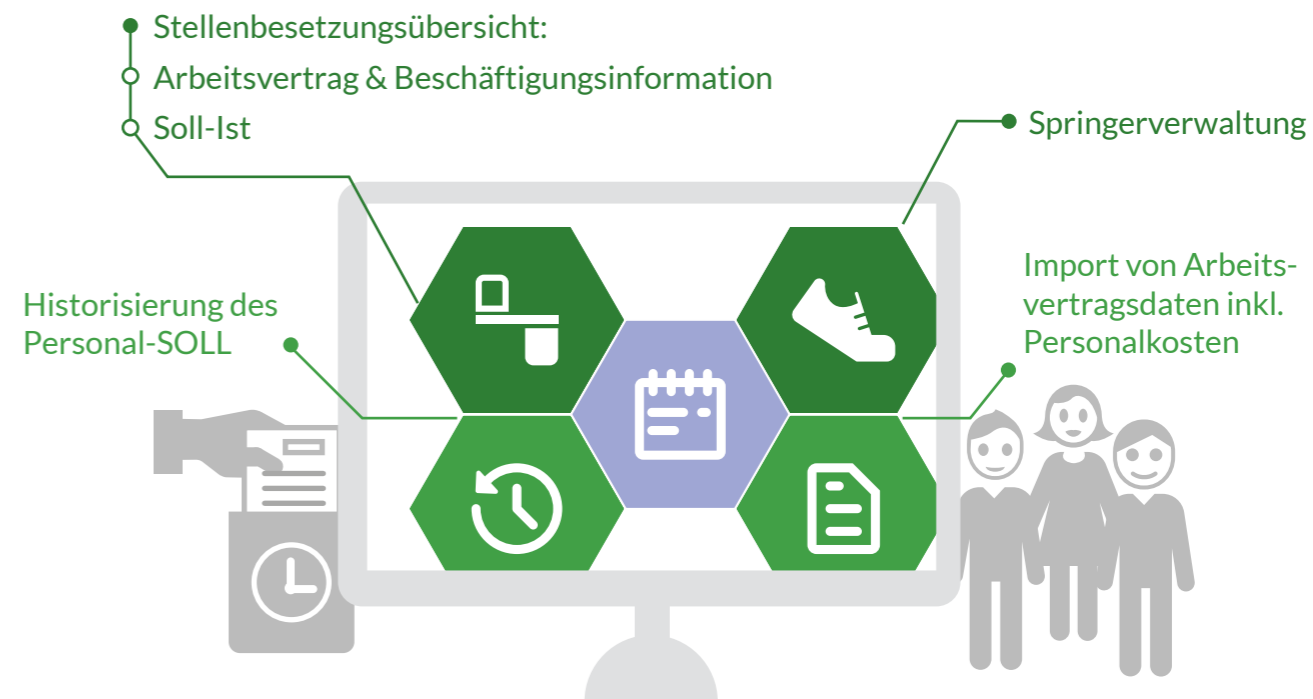 Stellenbesetzungsübersicht:
Arbeitsvertrag & Beschäftigungsinformation
Soll-Ist
Springerverwaltung
Historisierung des
Personal-SOLL
Import von Arbeits-
vertragsdaten inkl.
Personalkosten